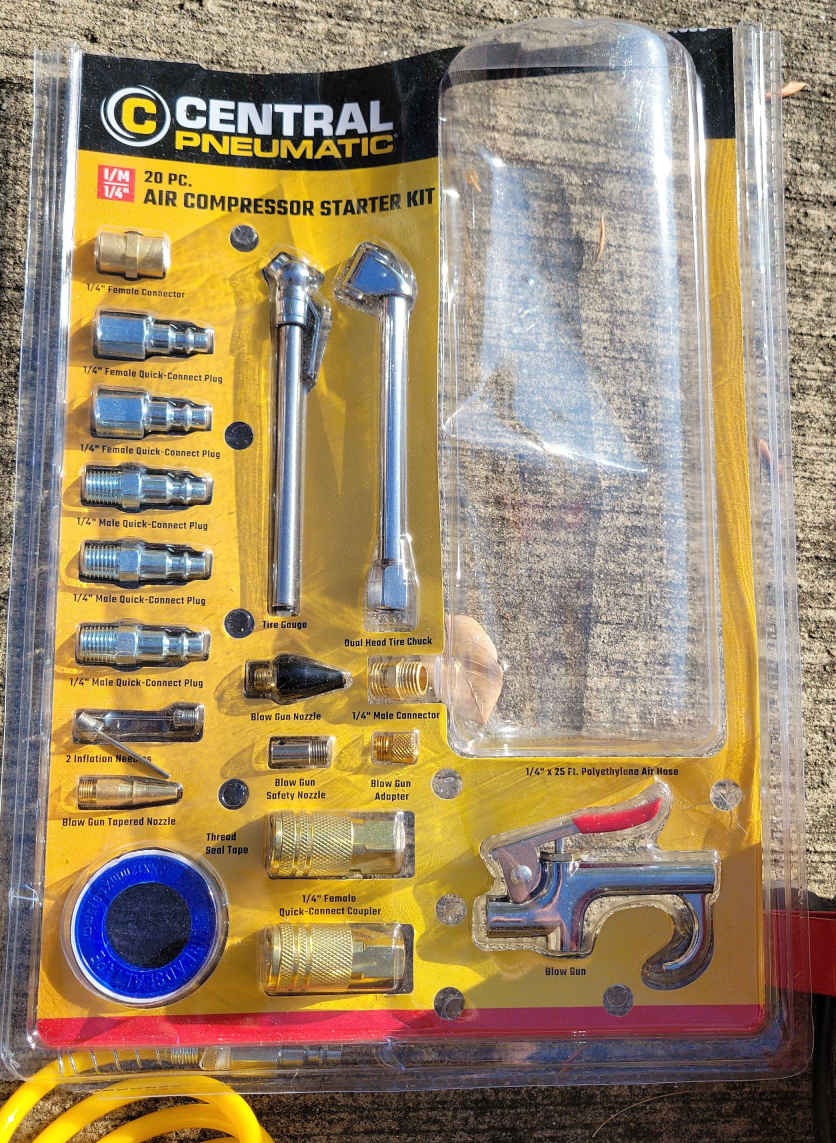 C CENTRAL
PNEUMATIC
I/M
1/4"
20 PC.
AIR COMPRESSOR STARTER KIT
1/4" Female Connector
1/4" Female Quick-Connect Plug
1/4" Female Quick-Connect Plug
1/4" Male Quick-Connect Plug
1/4" Male Quick-Connect Plug
1/4" Male Quick-Connect Plug
Tire Gauge
Dual Head Tire Chuck
Blow Gun Nozzle
1/4" Male Connector
2 Inflation Needles
Blow Gun
Safety Nozzle
Blow Gun
Adapter
1/4" x 25 Ft. Polyethylene Air Hose
Blow Gun Tapered Nozzle
Thread
Seal Tape
1/4" Female
Quick-Connect Coupler
Blow Gun